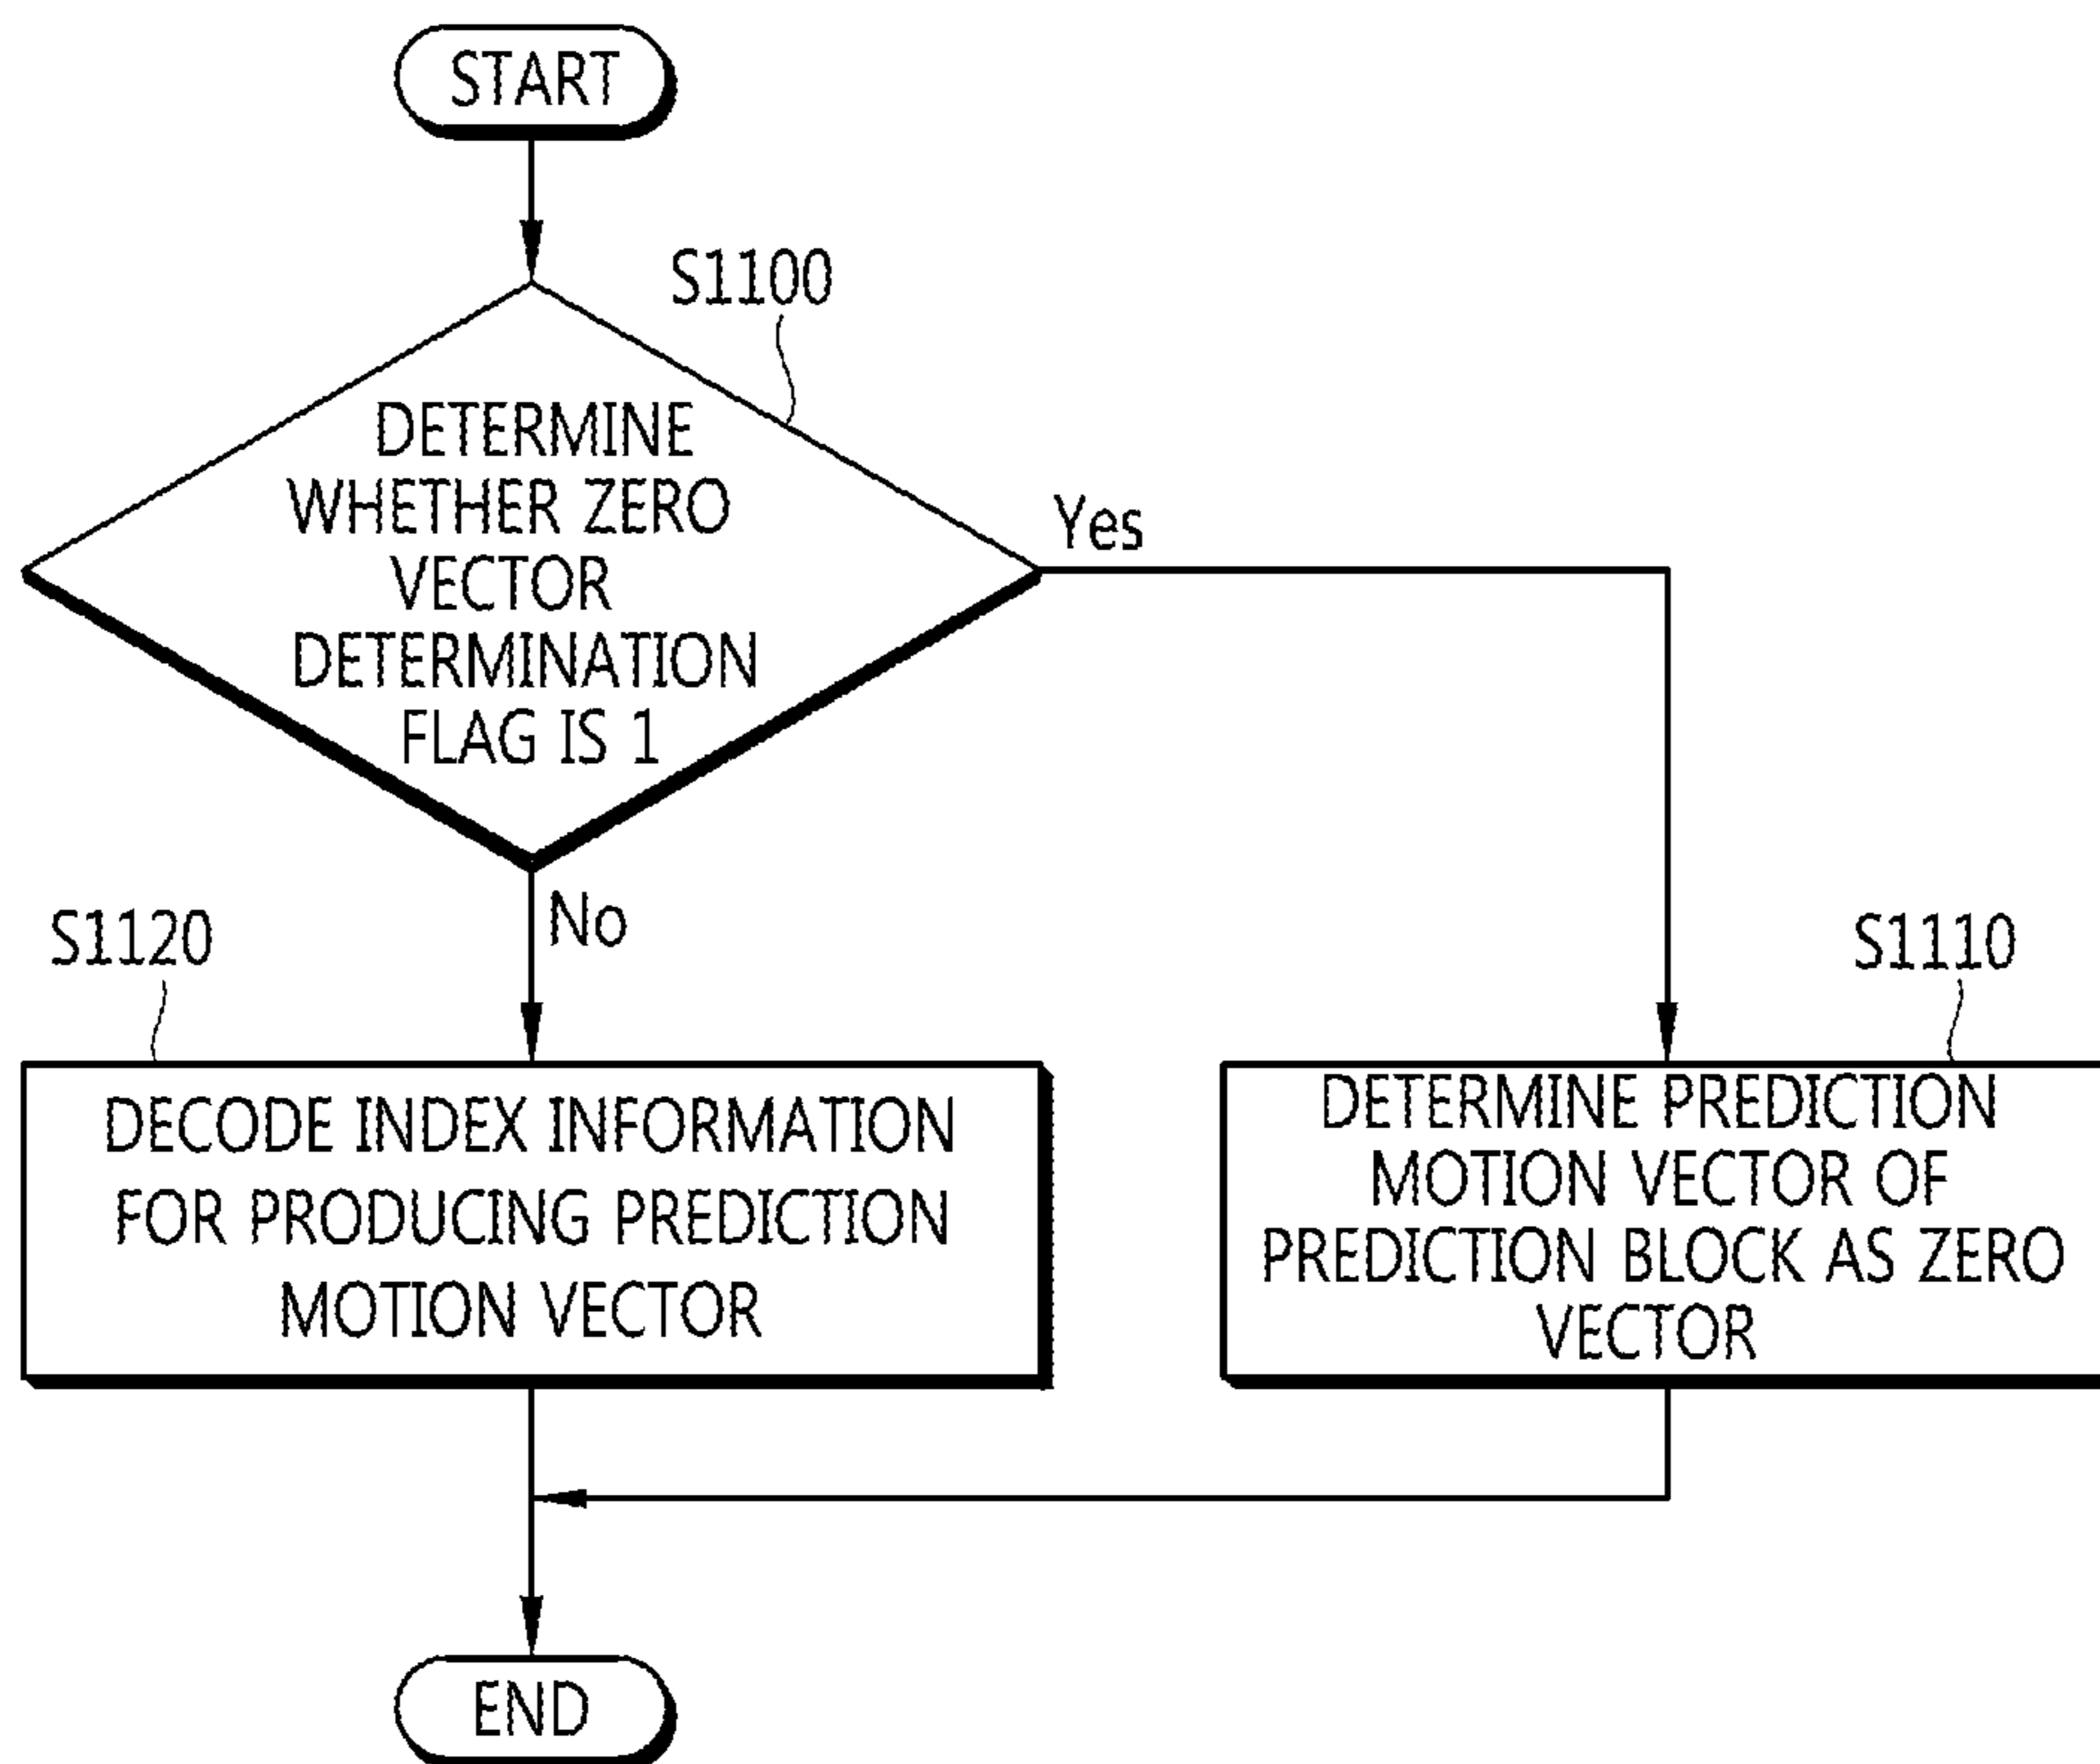 START
S1100
DETERMINE
WHETHER ZERO
VECTOR
DETERMINATION
FLAG IS 1
Yes
No
S1120
DECODE INDEX INFORMATION
FOR PRODUCING PREDICTION
MOTION VECTOR
S1110
DETERMINE PREDICTION
MOTION VECTOR OF
PREDICTION BLOCK AS ZERO
VECTOR
END